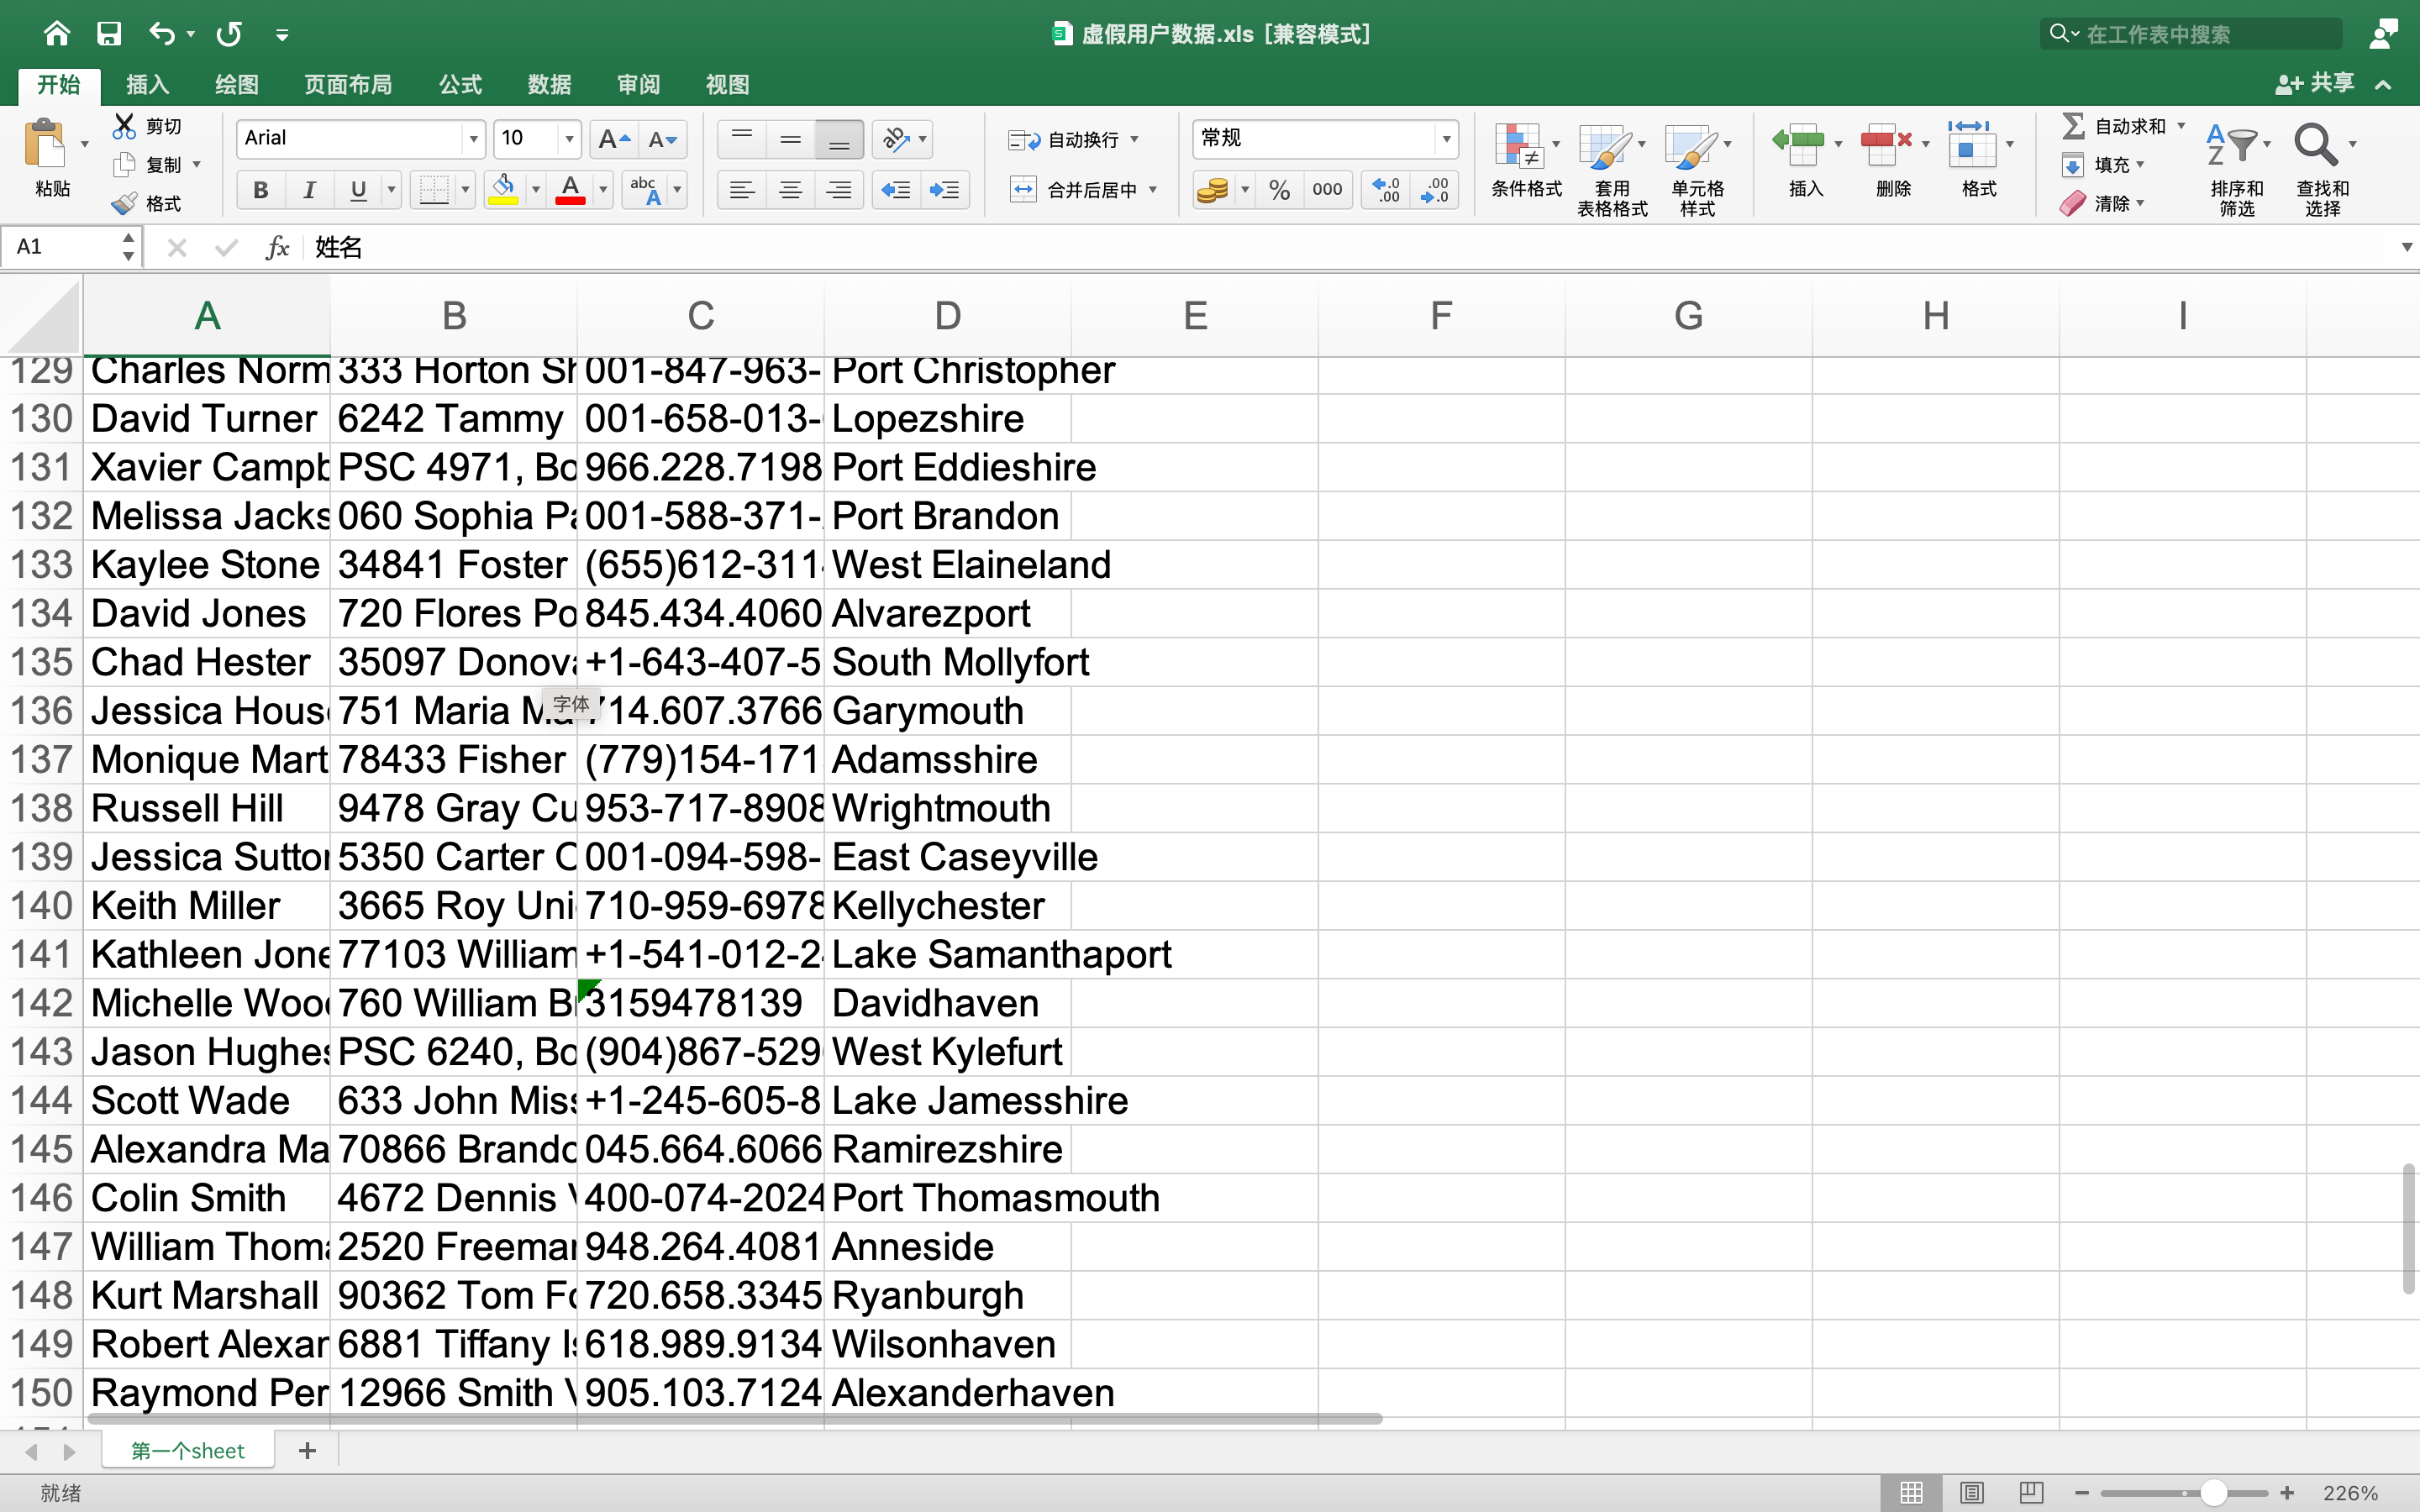 虚假用户数据.xls [兼容模式]
在工作表中搜索
开始 插入 绘图 页面布局 公式 数据 审阅 视图 共享
粘贴 剪切 复制 格式
Arial 10 A A
B I U A abc A
自动换行
合并后居中
常规
% 000 .0 .00 .00 .0
条件格式 套用 表格格式 单元格 样式
插入 删除 格式
自动求和 填充 清除
排序和 筛选 查找和 选择
A1 fx 姓名
A B C D E F G H I
129 Charles Norm 333 Horton Sh 001-847-963- Port Christopher
130 David Turner 6242 Tammy 001-658-013- Lopezshire
131 Xavier Campb PSC 4971, Bo 966.228.7198 Port Eddieshire
132 Melissa Jacks 060 Sophia Pa 001-588-371- Port Brandon
133 Kaylee Stone 34841 Foster (655)612-311 West Elaineland
134 David Jones 720 Flores Po 845.434.4060 Alvarezport
135 Chad Hester 35097 Donova +1-643-407-5 South Mollyfort
136 Jessica House 751 Maria 714.607.3766 Garymouth
字体
137 Monique Mart 78433 Fisher (779)154-171 Adamsshire
138 Russell Hill 9478 Gray Cu 953-717-8908 Wrightmouth
139 Jessica Sutton 5350 Carter C 001-094-598- East Caseyville
140 Keith Miller 3665 Roy Uni 710-959-6978 Kellychester
141 Kathleen Jone 77103 William +1-541-012-2 Lake Samanthaport
142 Michelle Wood 760 William B 3159478139 Davidhaven
143 Jason Hughes PSC 6240, Bo (904)867-529 West Kylefurt
144 Scott Wade 633 John Miss +1-245-605-8 Lake Jamesshire
145 Alexandra Ma 70866 Brando 045.664.6066 Ramirezshire
146 Colin Smith 4672 Dennis V 400-074-2024 Port Thomasmouth
147 William Thoma 2520 Freeman 948.264.4081 Anneside
148 Kurt Marshall 90362 Tom Fo 720.658.3345 Ryanburgh
149 Robert Alexan 6881 Tiffany Is 618.989.9134 Wilsonhaven
150 Raymond Per 12966 Smith V 905.103.7124 Alexanderhaven
第一个sheet +
就绪 226%